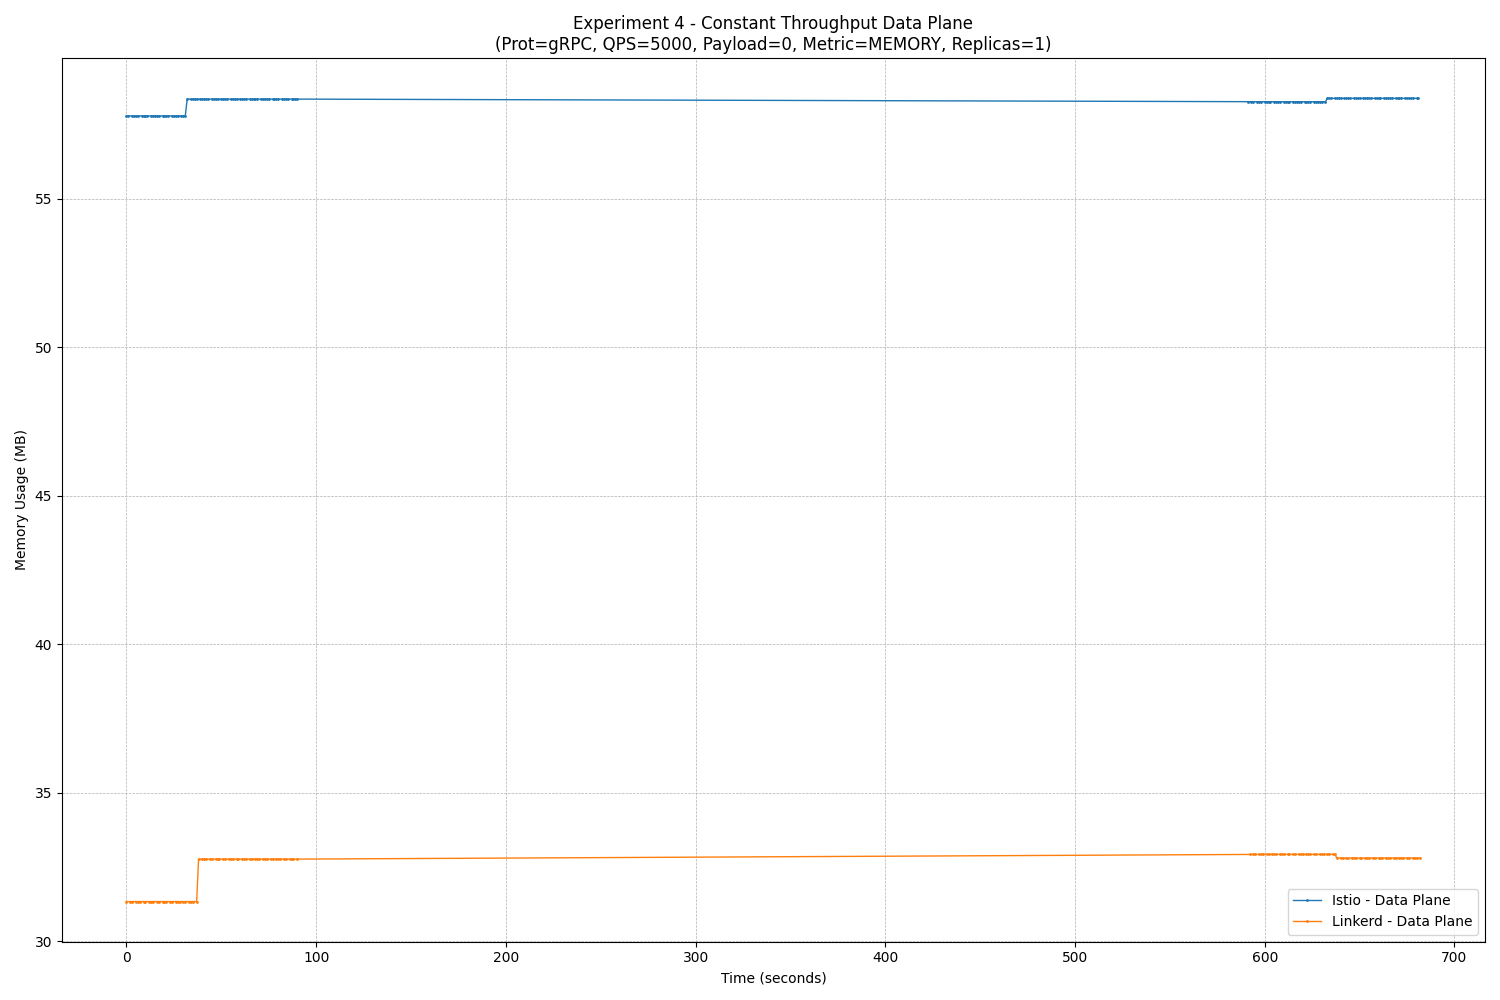 Experiment 4 - Constant Throughput Data Plane
(Prot=gRPC, QPS=5000, Payload=0, Metric=MEMORY, Replicas=1)
Memory Usage (MB)
55
50
45
40
35
30
Istio - Data Plane
Linkerd - Data Plane
0 100 200 300 400 500 600 700
Time (seconds)